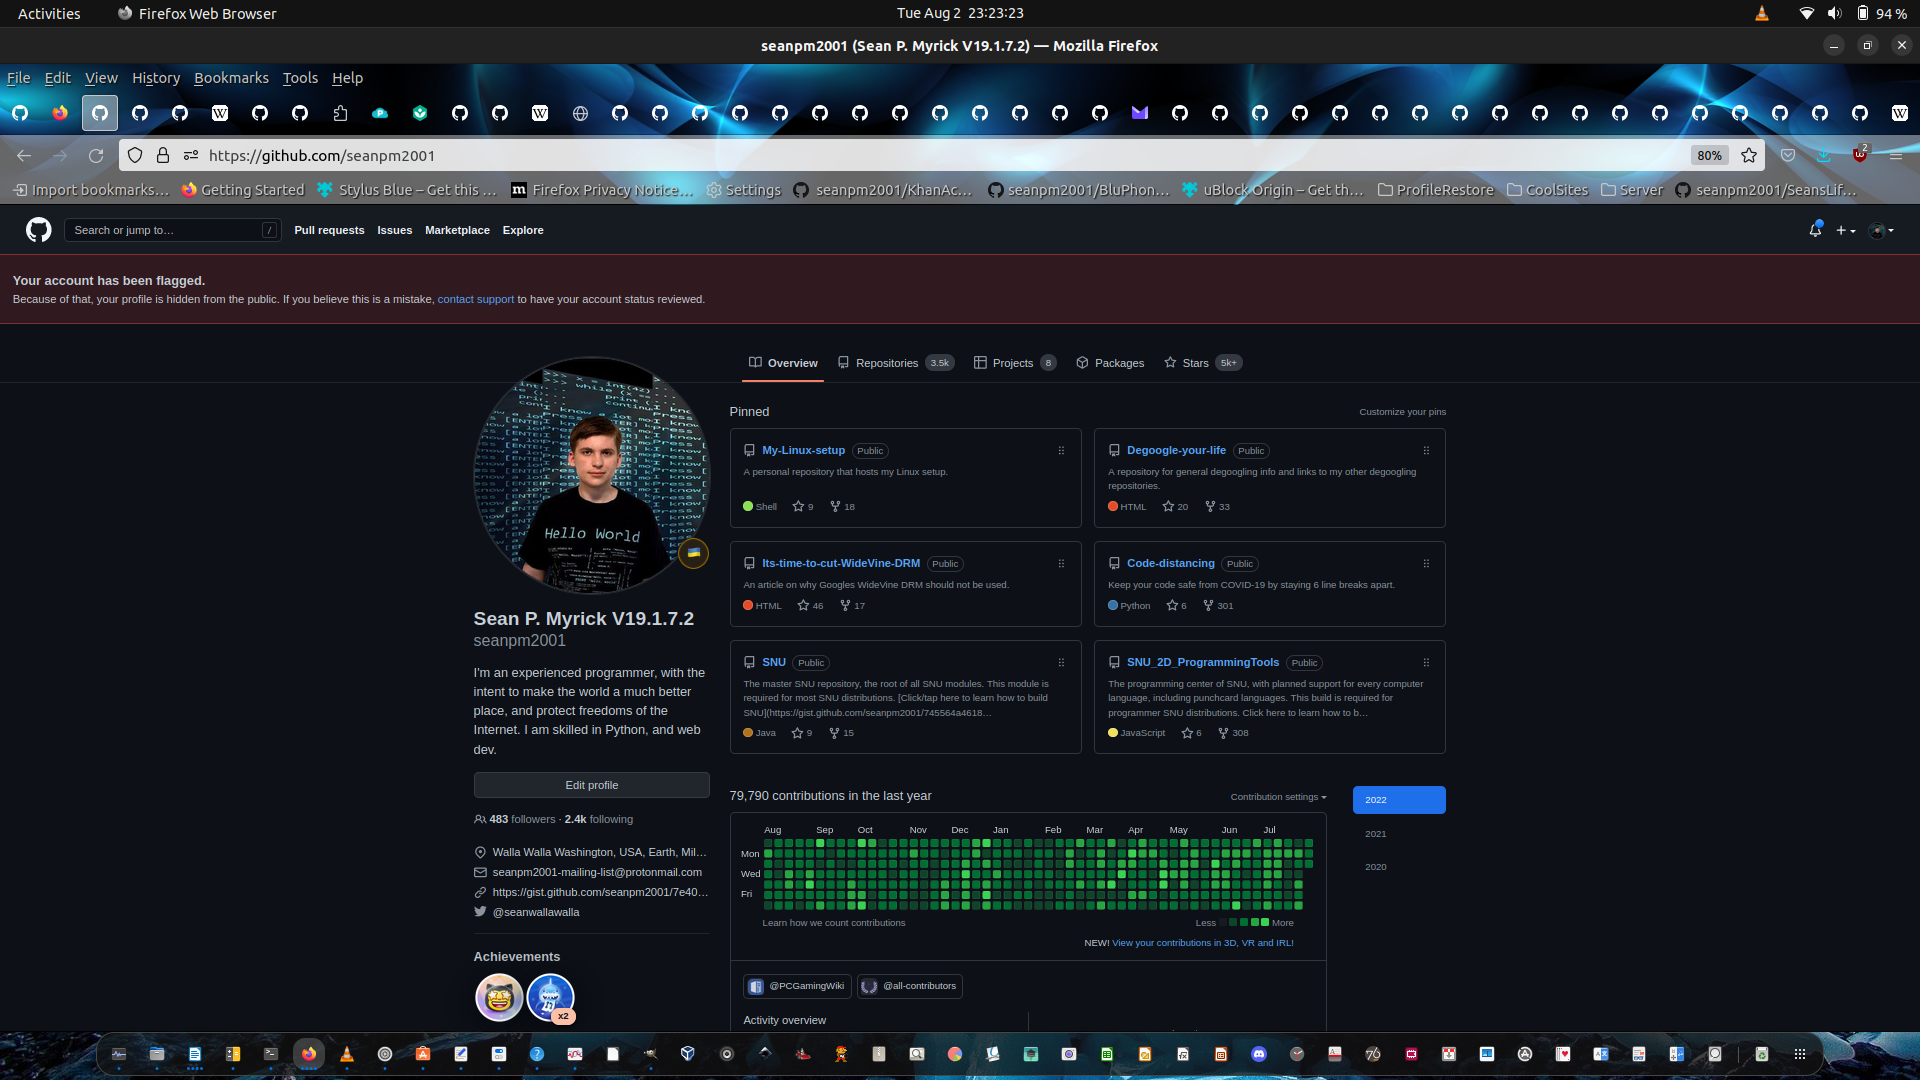 Activities
Firefox Web Browser
Tue Aug 2 23:23:23
94 %
seanpm2001 (Sean P. Myrick V19.1.7.2) — Mozilla Firefox
File Edit View History Bookmarks Tools Help
https://github.com/seanpm2001
80%
2
Import bookmarks…
Getting Started
Stylus Blue – Get this …
Firefox Privacy Notice…
Settings
seanpm2001/KhanAc…
seanpm2001/BluPhon…
uBlock Origin – Get th…
ProfileRestore
CoolSites
Server
seanpm2001/SeansLif…
Search or jump to…
/
Pull requests
Issues
Marketplace
Explore
Your account has been flagged.
Because of that, your profile is hidden from the public. If you believe this is a mistake, contact support to have your account status reviewed.
Overview
Repositories 3.5k
Projects 8
Packages
Stars 5k+
Hello World
Sean P. Myrick V19.1.7.2
seanpm2001
I'm an experienced programmer, with the
intent to make the world a much better
place, and protect freedoms of the
Internet. I am skilled in Python, and web
dev.
Edit profile
483 followers · 2.4k following
Walla Walla Washington, USA, Earth, Mil…
seanpm2001-mailing-list@protonmail.com
https://gist.github.com/seanpm2001/7e40…
@seanwallawalla
Achievements
x2
Pinned
Customize your pins
My-Linux-setup Public
A personal repository that hosts my Linux setup.
Shell 9 18
Degoogle-your-life Public
A repository for general degoogling info and links to my other degoogling
repositories.
HTML 20 33
Its-time-to-cut-WideVine-DRM Public
An article on why Googles WideVine DRM should not be used.
HTML 46 17
Code-distancing Public
Keep your code safe from COVID-19 by staying 6 line breaks apart.
Python 6 301
SNU Public
The master SNU repository, the root of all SNU modules. This module is
required for most SNU distributions. [Click/tap here to learn how to build
SNU](https://gist.github.com/seanpm2001/745564a4618…
Java 9 15
SNU_2D_ProgrammingTools Public
The programming center of SNU, with planned support for every computer
language, including punchcard languages. This build is required for
programmer SNU distributions. Click here to learn how to b…
JavaScript 6 308
79,790 contributions in the last year
Contribution settings
2022
2021
2020
Aug Sep Oct Nov Dec Jan Feb Mar Apr May Jun Jul
Mon
Wed
Fri
Learn how we count contributions
Less More
NEW! View your contributions in 3D, VR and IRL!
@PCGamingWiki
@all-contributors
Activity overview